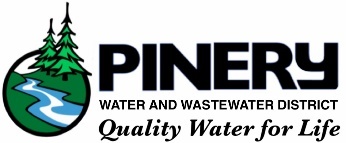 PINERY
WATER AND WASTEWATER DISTRICT
Quality Water for Life